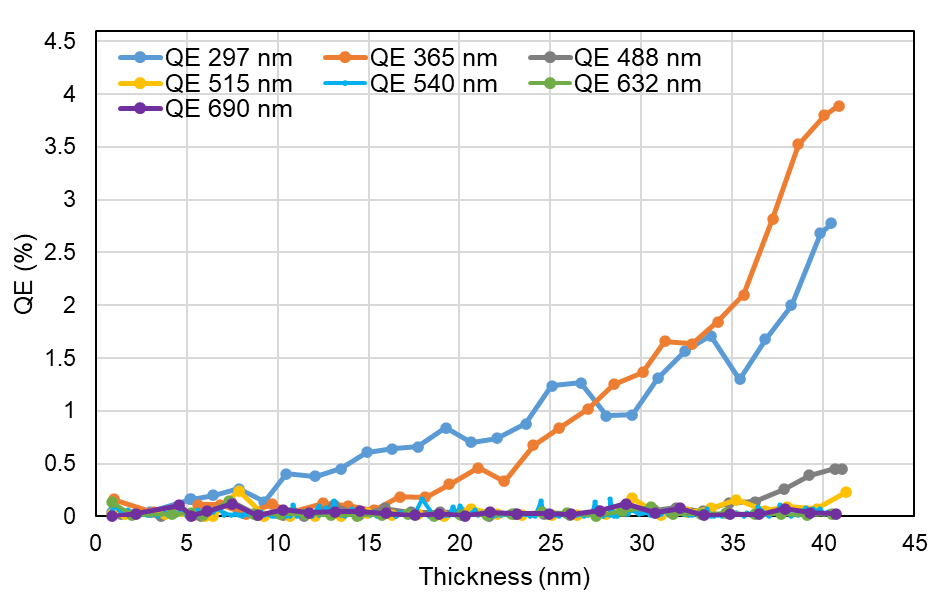 4.5
QE 297 nm QE 365 nm QE 488 nm
QE 515 nm QE 540 nm QE 632 nm
QE 690 nm
4
3.5
3
2.5
2
1.5
1
0.5
0
QE (%)
0 5 10 15 20 25 30 35 40 45
Thickness (nm)